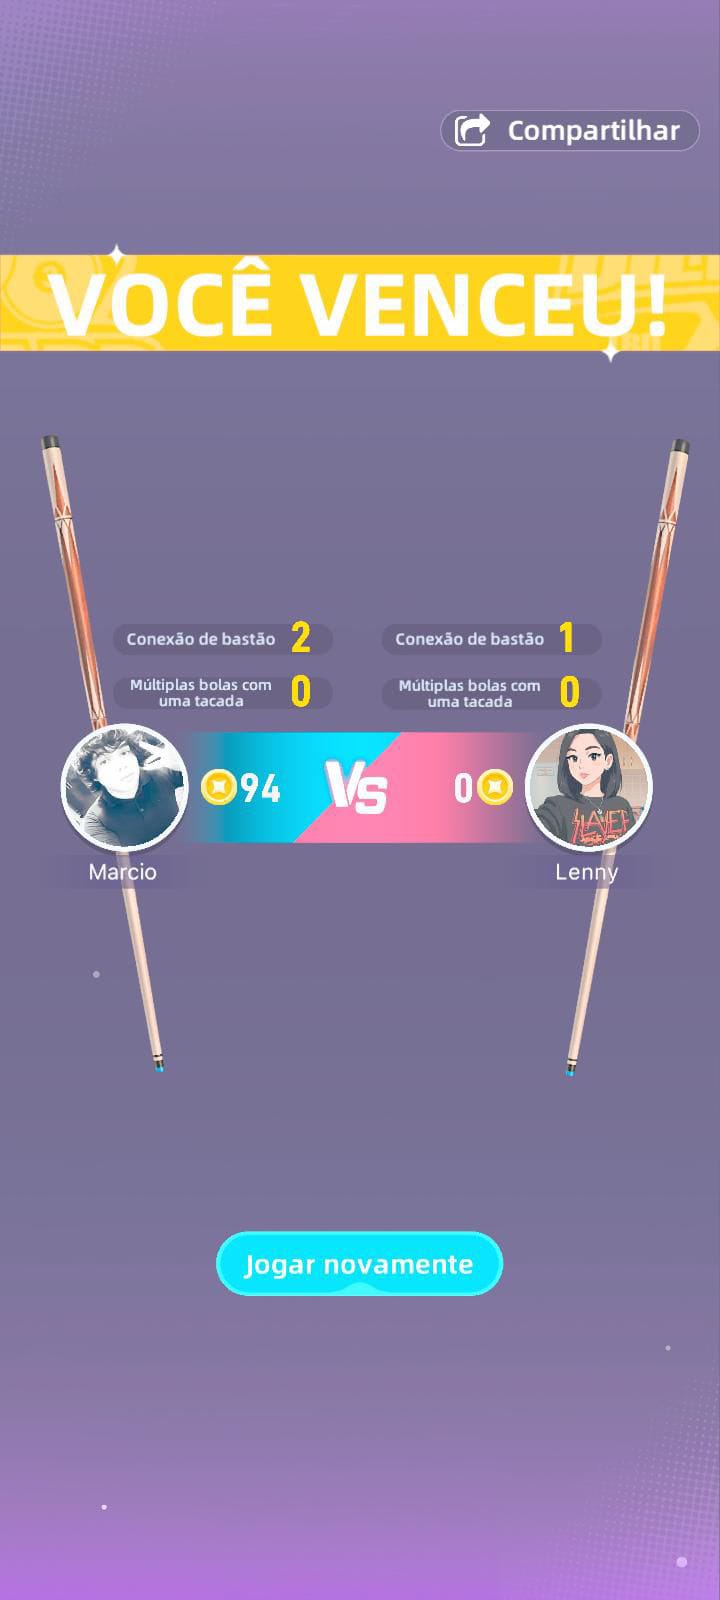 Compartilhar
VOCÊ VENCEU!
Conexão de bastão 2
Múltiplas bolas com
uma tacada 0
Conexão de bastão 1
Múltiplas bolas com
uma tacada 0
94 Vs 0
SLAYER
Marcio
Lenny
Jogar novamente